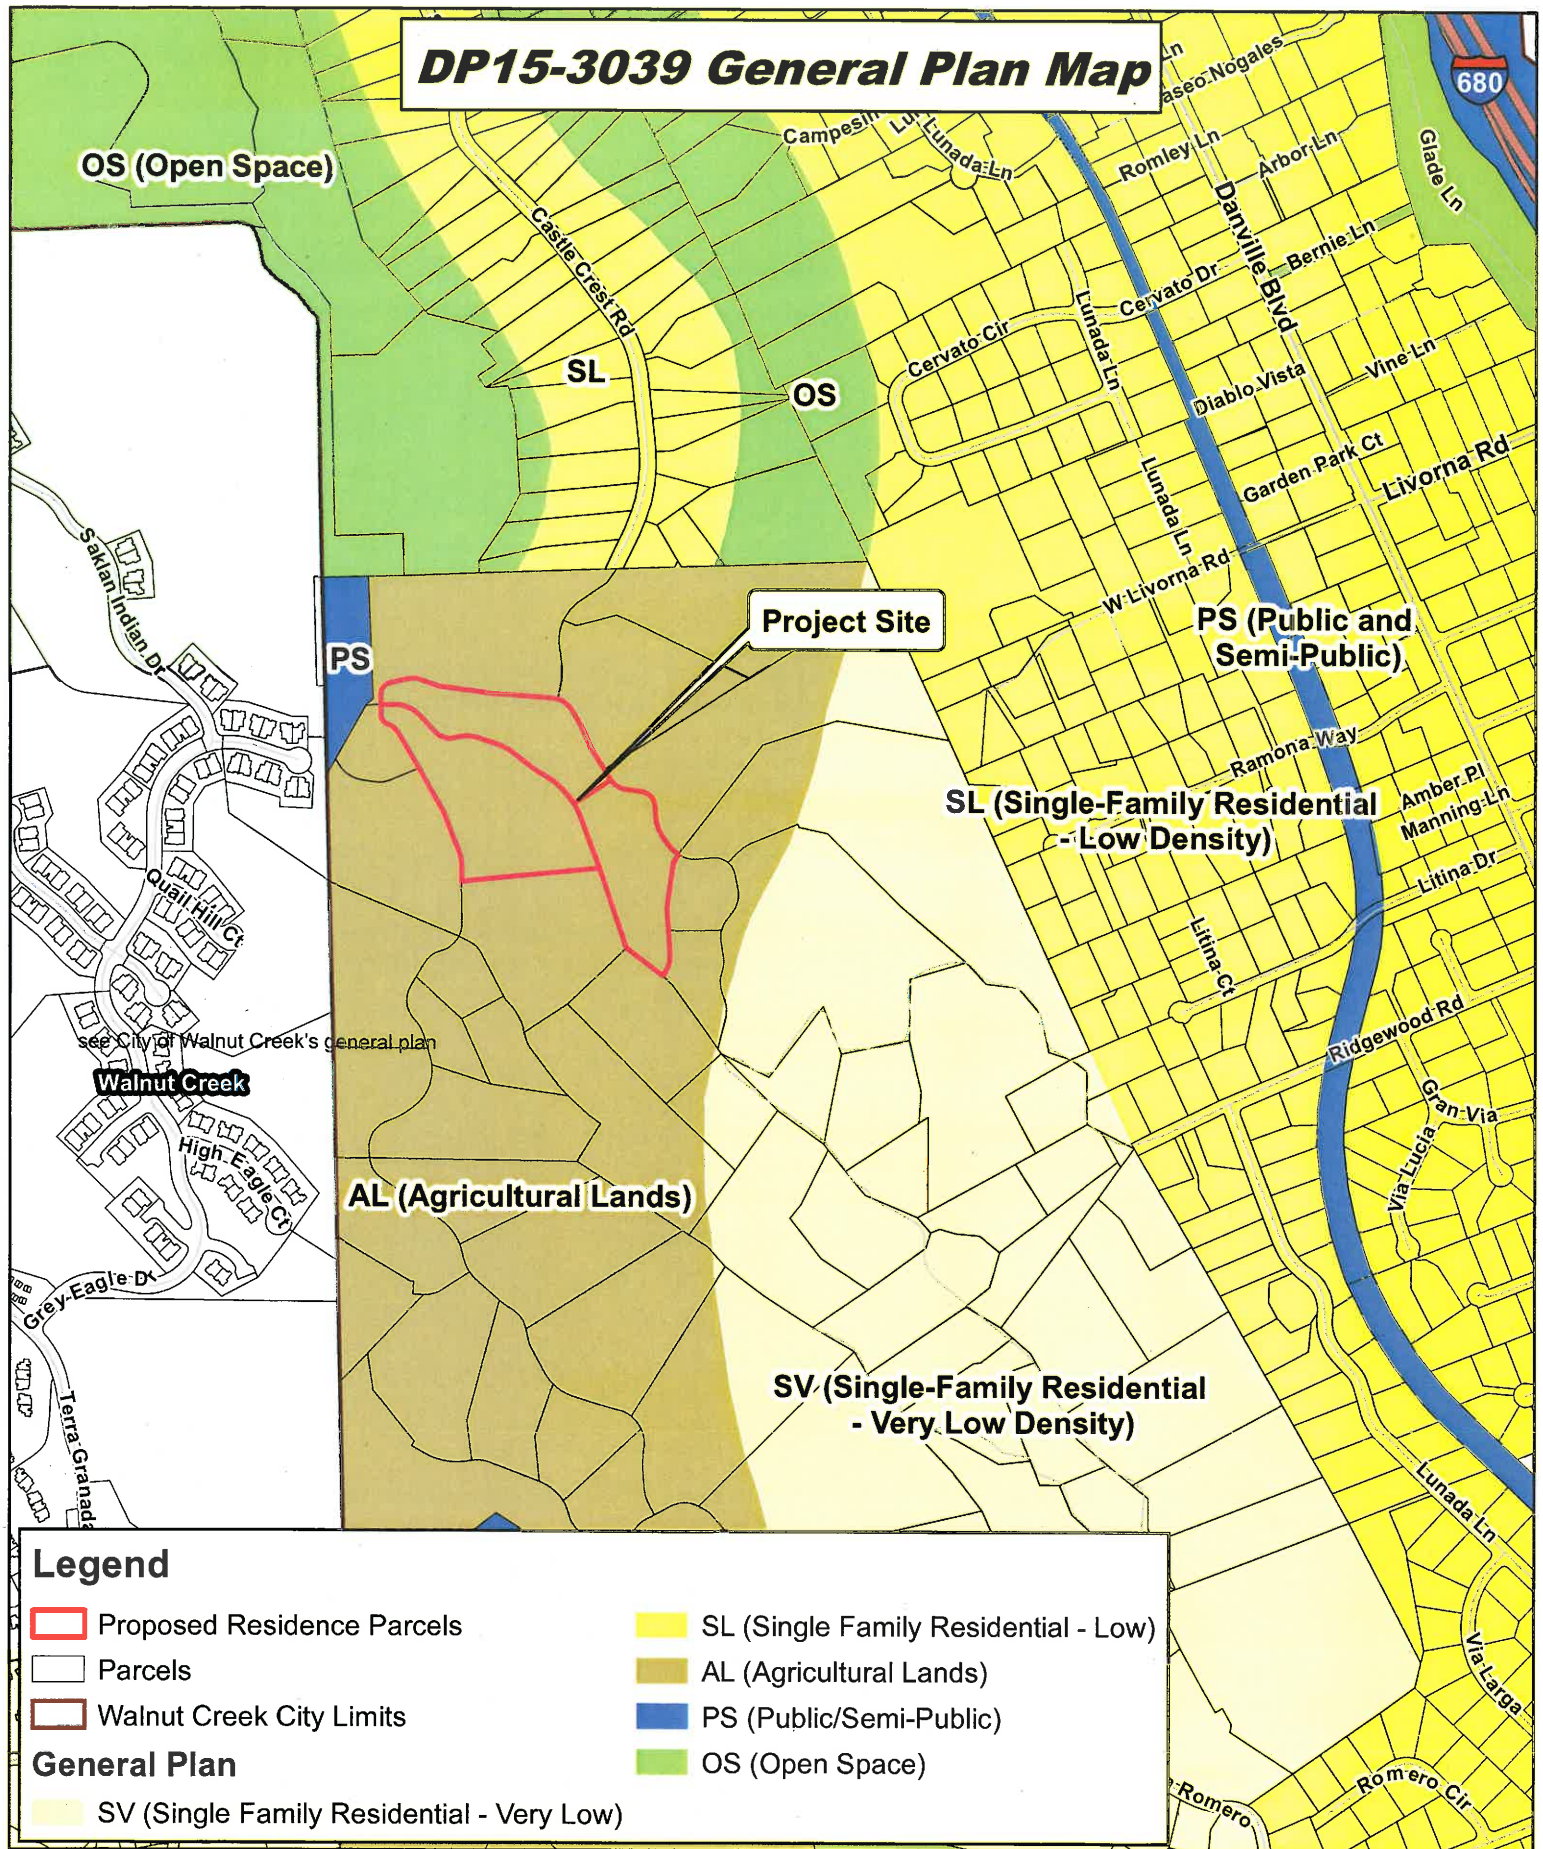 DP15-3039 General Plan Map
680
OS (Open Space)
Campesin
Lunada Ln
Ln
aseo Nogales
Romley Ln
Arbor Ln
Glade Ln
Danville Blvd
Bernie Ln
Castle Crest Rd
Cervato Dr
Cervato Cir
Lunada Ln
Vine Ln
Diablo Vista
SL
OS
Garden Park Ct
Livorna Rd
Lunada Ln
W Livorna Rd
Saklan Indian Dr
Project Site
PS (Public and
Semi-Public)
PS
Ramona Way
Amber Pl
Manning Ln
SL (Single-Family Residential
- Low Density)
Litina Dr
Quail Hill Ct
Litina Ct
Ridgewood Rd
see City of Walnut Creek's general plan
Walnut Creek
Gran Via
Via Lucia
High Eagle Ct
AL (Agricultural Lands)
Grey Eagle Dr
SV (Single-Family Residential
- Very Low Density)
Terra Granada
Lunada Ln
Via Larga
Romero Cir
Romero
Legend
Proposed Residence Parcels
Parcels
Walnut Creek City Limits
General Plan
SV (Single Family Residential - Very Low)
SL (Single Family Residential - Low)
AL (Agricultural Lands)
PS (Public/Semi-Public)
OS (Open Space)